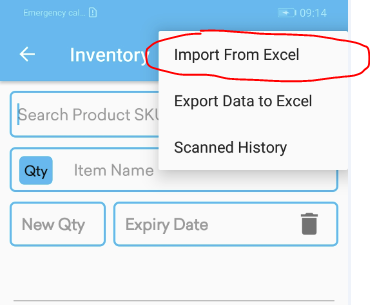 Emergency cal..
09:14
Inventory
Import From Excel
Search Product SKU
Export Data to Excel
Scanned History
Qty Item Name
New Qty Expiry Date